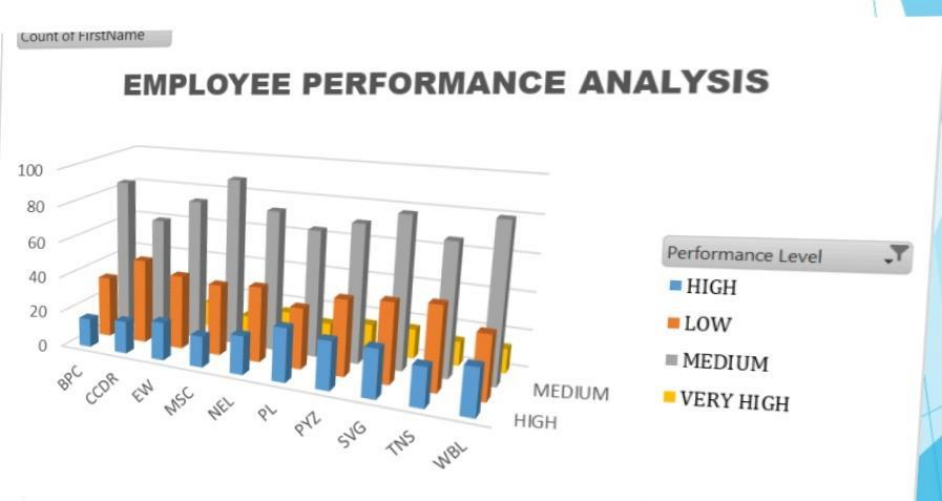 Count of FirstName
EMPLOYEE PERFORMANCE ANALYSIS
100
80
60
40
20
0
BPC
CCDR
EW
MSC
NEL
PL
PYZ
SVG
TNS
WBL
MEDIUM
HIGH
Performance Level
HIGH
LOW
MEDIUM
VERY HIGH